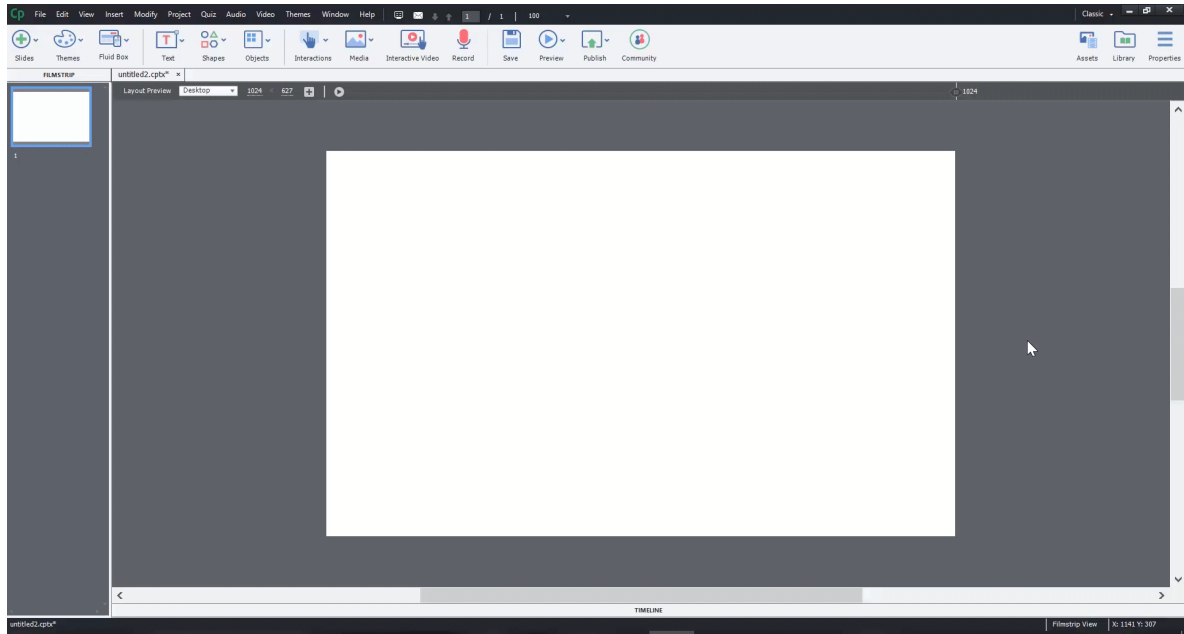 Cp File Edit View Insert Modify Project Quiz Audio Video Themes Window Help 1 / 1 | 100 Classic
Slides Themes Fluid Box Text Shapes Objects Interactions Media Interactive Video Record Save Preview Publish Community Assets Library Properties
FILMSTRIP untitled2.cptx* ×
Layout Preview Desktop 1024 627 1024
1
TIMELINE
untitled2.cptx* Filmstrip View X: 1141 Y: 307